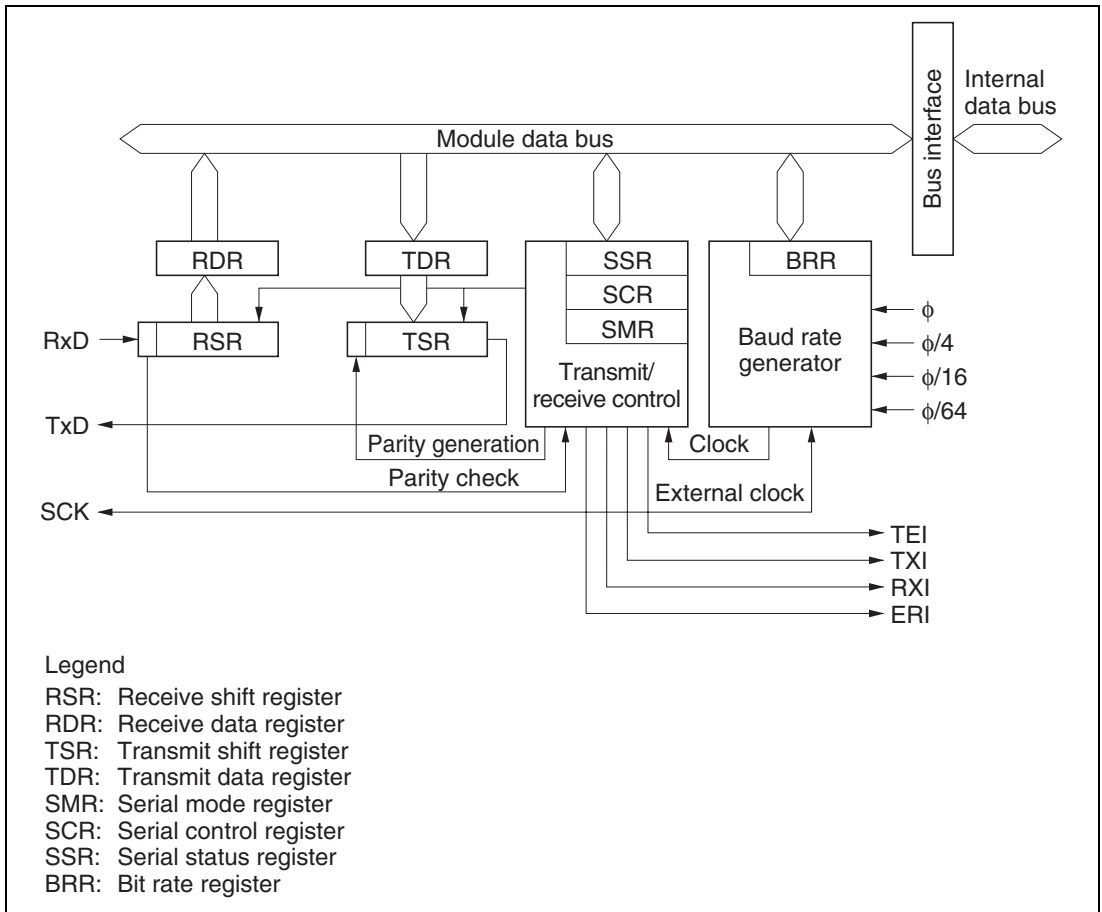 Bus interface
Internal
data bus
Module data bus
RDR
TDR
SSR
BRR
SCR
RxD
RSR
TSR
SMR
Baud rate
generator
ϕ
ϕ/4
ϕ/16
ϕ/64
Transmit/
receive control
TxD
Parity generation
Clock
Parity check
External clock
SCK
TEI
TXI
RXI
ERI
Legend
RSR: Receive shift register
RDR: Receive data register
TSR: Transmit shift register
TDR: Transmit data register
SMR: Serial mode register
SCR: Serial control register
SSR: Serial status register
BRR: Bit rate register